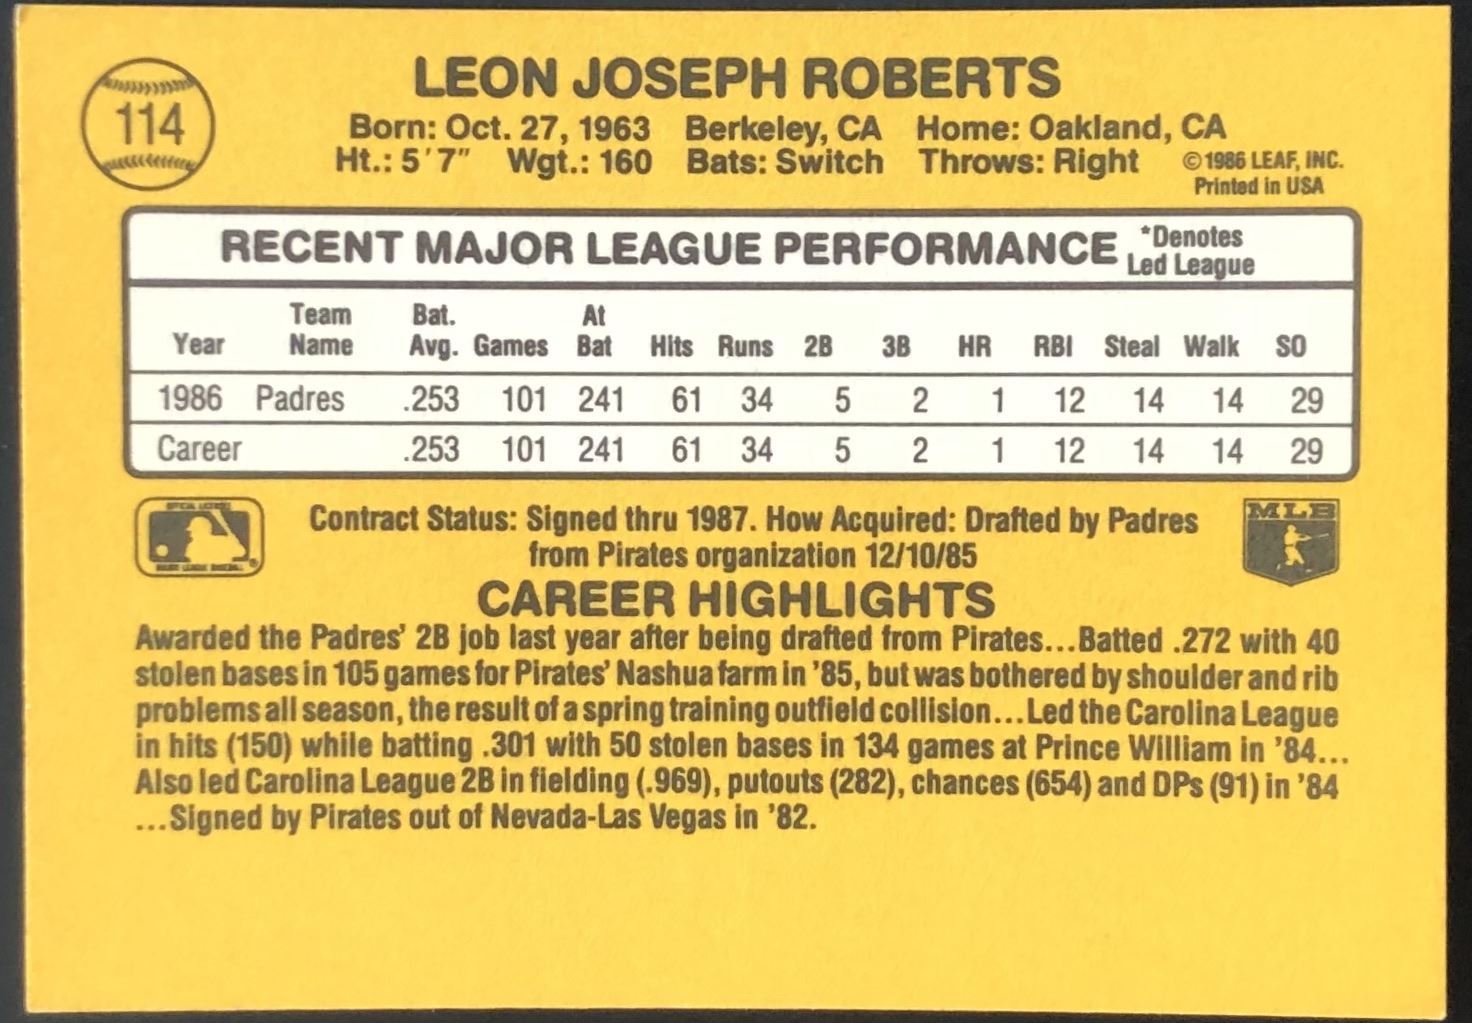 114
LEON JOSEPH ROBERTS
Born: Oct. 27, 1963 Berkeley, CA Home: Oakland, CA
Ht.: 5'7" Wgt.: 160 Bats: Switch Throws: Right ©1986 LEAF, INC.
Printed in USA
RECENT MAJOR LEAGUE PERFORMANCE *Denotes
Led League
Team Bat. At
Year Name Avg. Games Bat Hits Runs 2B 3B HR RBI Steal Walk SO
1986 Padres .253 101 241 61 34 5 2 1 12 14 14 29
Career .253 101 241 61 34 5 2 1 12 14 14 29
Contract Status: Signed thru 1987. How Acquired: Drafted by Padres
from Pirates organization 12/10/85
MLB
CAREER HIGHLIGHTS
Awarded the Padres' 2B job last year after being drafted from Pirates...Batted .272 with 40
stolen bases in 105 games for Pirates' Nashua farm in '85, but was bothered by shoulder and rib
problems all season, the result of a spring training outfield collision...Led the Carolina League
in hits (150) while batting .301 with 50 stolen bases in 134 games at Prince William in '84...
Also led Carolina League 2B in fielding (.969), putouts (282), chances (654) and DPs (91) in '84
...Signed by Pirates out of Nevada-Las Vegas in '82.